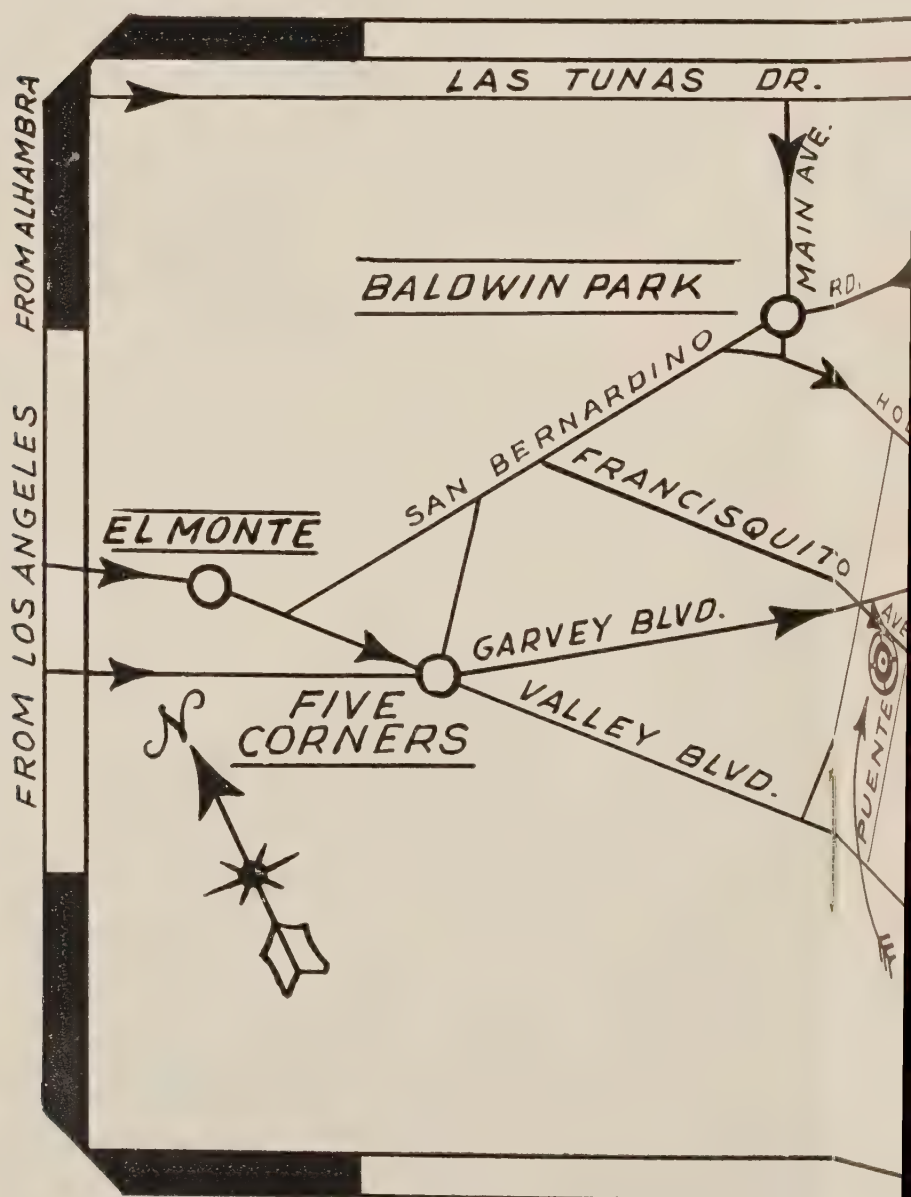 LAS TUNAS DR.
FROM ALHAMBRA
MAIN AVE.
BALDWIN PARK
RD.
SAN BERNARDINO
FRANCISQUITO
AVE
EL MONTE
FROM LOS ANGELES
GARVEY BLVD.
FIVE
CORNERS
VALLEY BLVD.
PUENTE
N